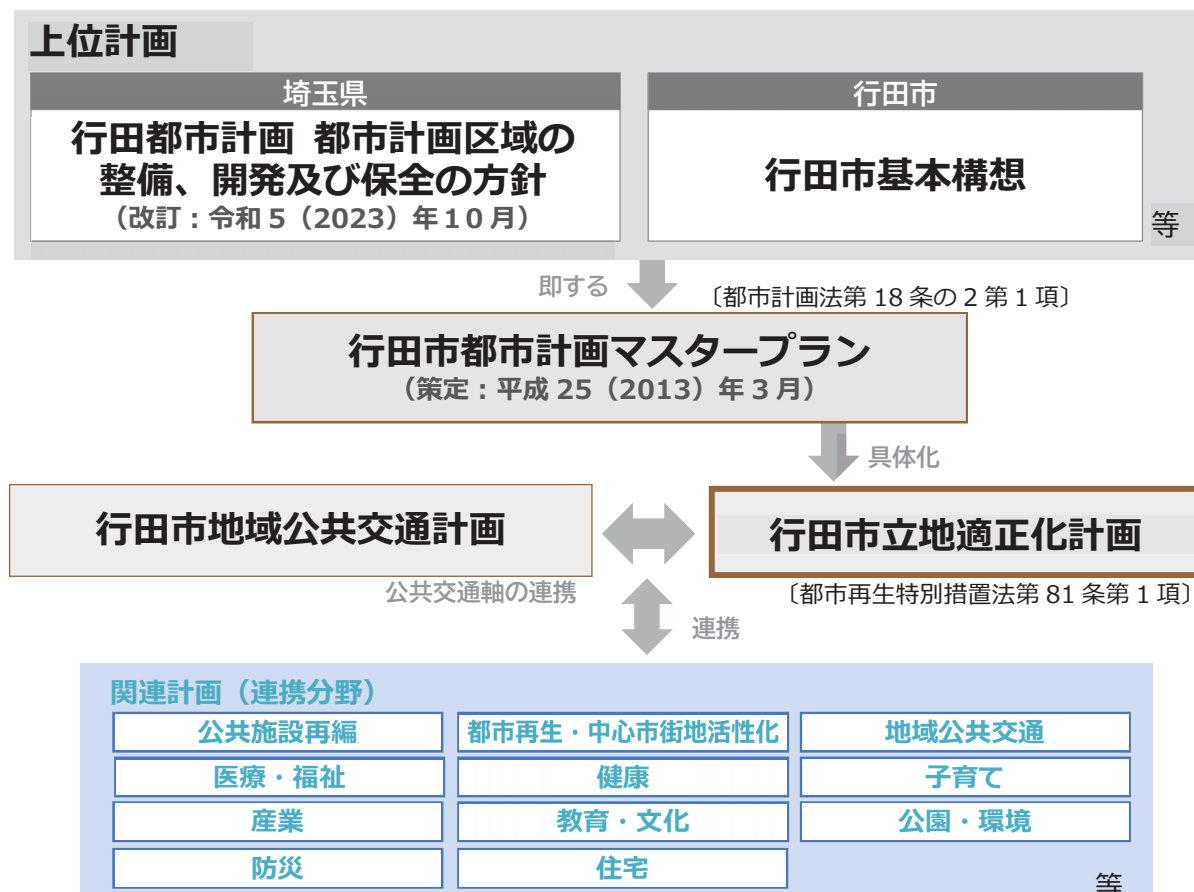 上位計画
埼玉県
行田都市計画 都市計画区域の
整備、開発及び保全の方針
（改訂：令和５（2023）年１０月）
行田市
行田市基本構想
等
即する
〔都市計画法第 18 条の２第１項〕
行田市都市計画マスタープラン
（策定：平成 25（2013）年３月）
具体化
行田市地域公共交通計画
行田市立地適正化計画
公共交通軸の連携
〔都市再生特別措置法第 81 条第１項〕
連携
関連計画（連携分野）
公共施設再編
都市再生・中心市街地活性化
地域公共交通
医療・福祉
健康
子育て
産業
教育・文化
公園・環境
防災
住宅
等